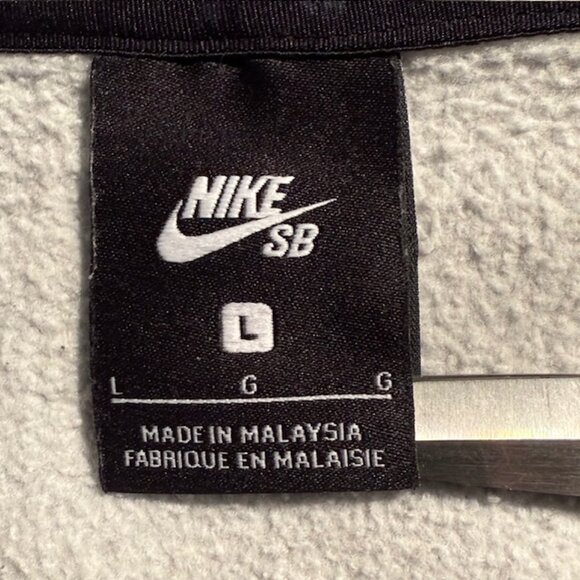 NIKE
SB
L
L G G
MADE IN MALAYSIA
FABRIQUE EN MALAISIE